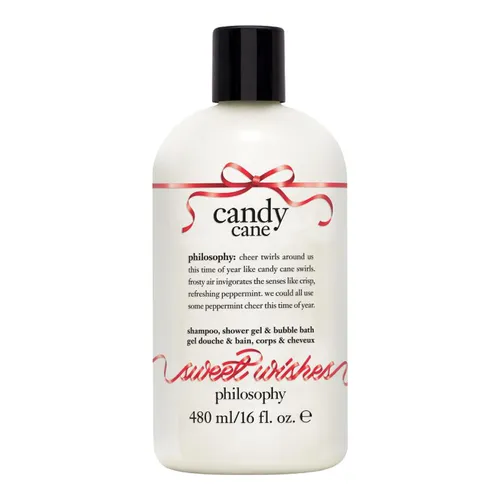 candy
cane
philosophy: cheer twirls around us
this time of year like candy cane swirls.
frosty air invigorates the senses like crisp,
refreshing peppermint. we could all use
some peppermint cheer this time of year.
shampoo, shower gel & bubble bath
gel douche & bain, corps & cheveux
sweet wishes
philosophy
480 ml/16 fl. oz. ℮